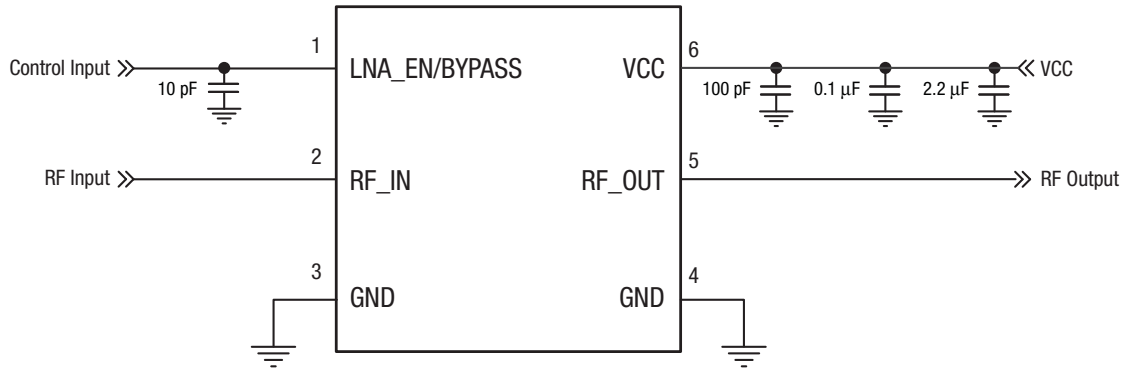 1
6
Control Input
10 pF
LNA_EN/BYPASS
VCC
100 pF
0.1 µF
2.2 µF
VCC
2
5
RF Input
RF_IN
RF_OUT
RF Output
3
4
GND
GND